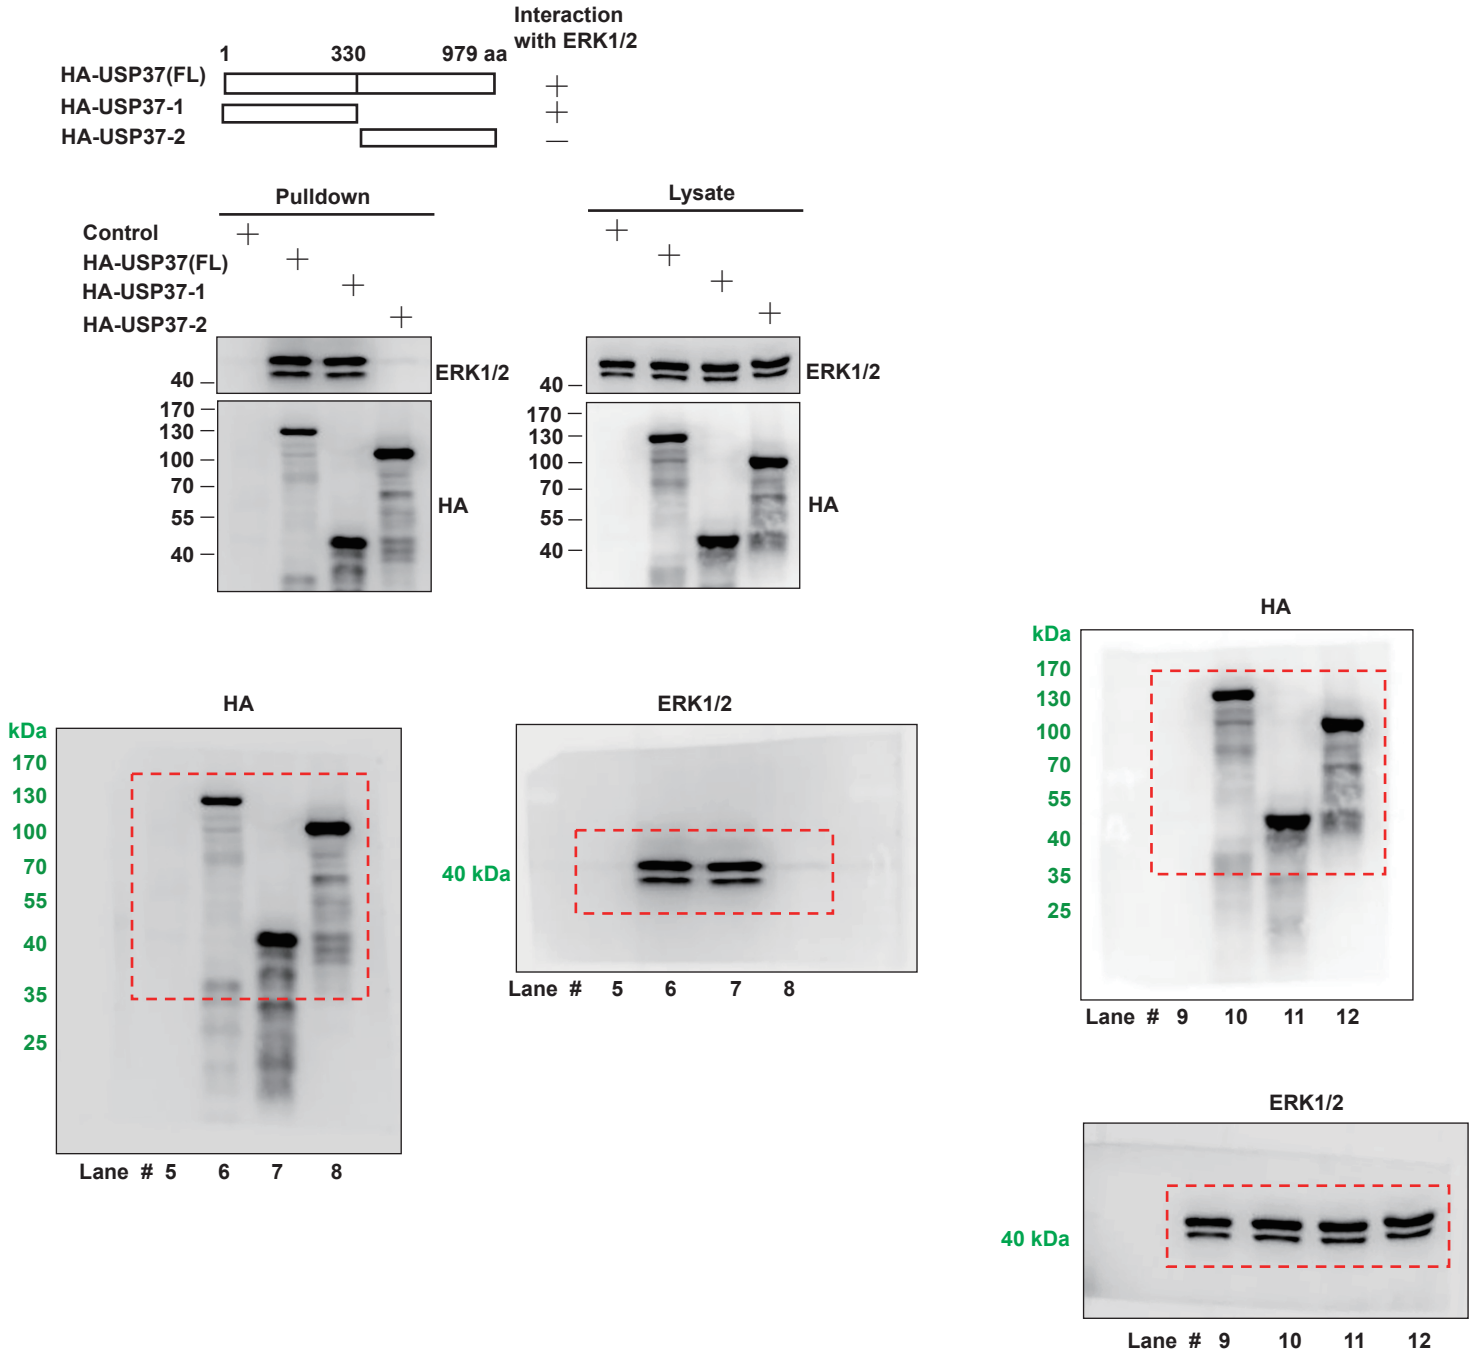 Interaction
with ERK1/2
1 330 979 aa
HA-USP37(FL) +
HA-USP37-1 +
HA-USP37-2 —
Pulldown
Control +
HA-USP37(FL) +
HA-USP37-1 +
HA-USP37-2 +
40
ERK1/2
170
130
100
70
55
40
HA
Lysate
+
+
+
+
40
ERK1/2
170
130
100
70
55
40
HA
HA
kDa
170
130
100
70
55
40
35
25
Lane # 5 6 7 8
ERK1/2
40 kDa
Lane # 5 6 7 8
HA
kDa
170
130
100
70
55
40
35
25
Lane # 9 10 11 12
ERK1/2
40 kDa
Lane # 9 10 11 12